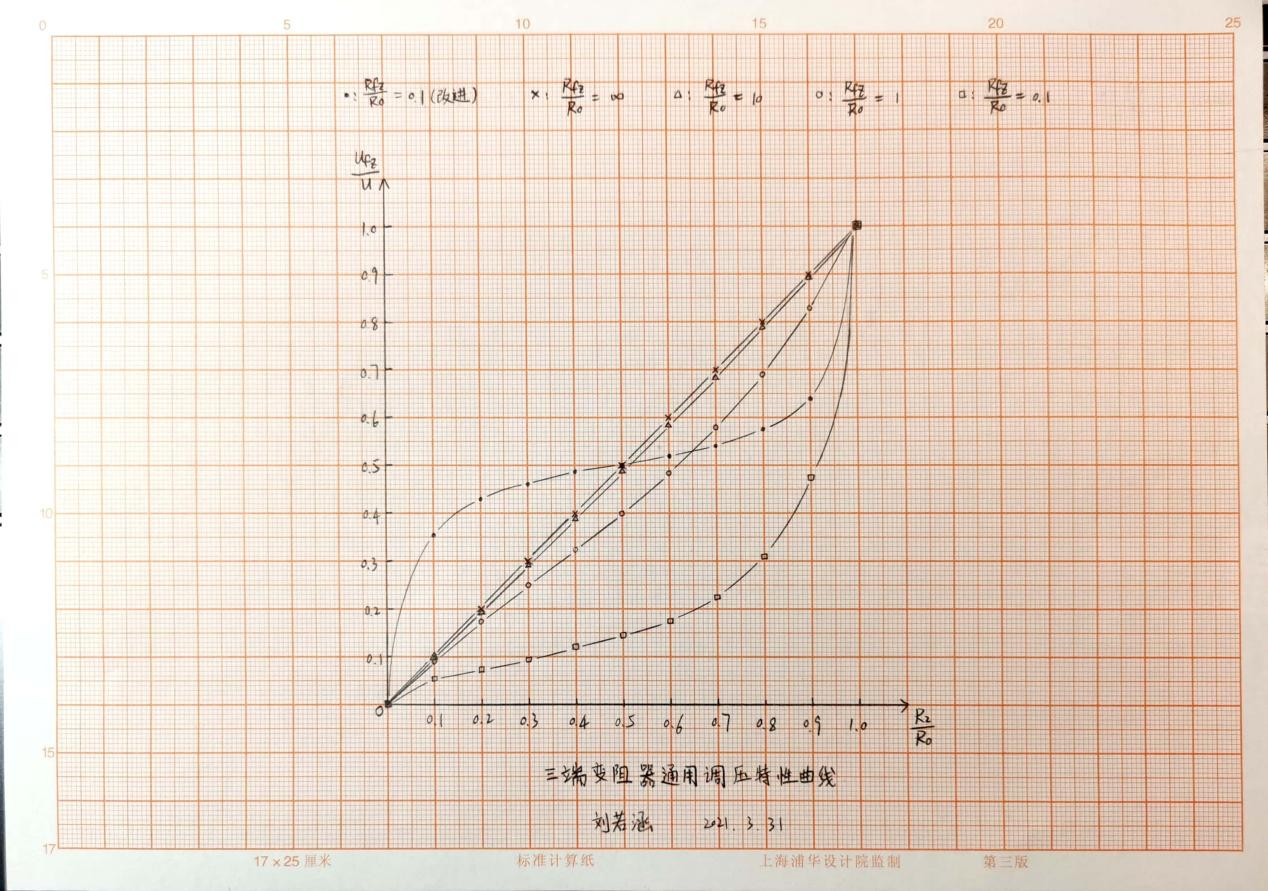 0 5 10 15 20 25
•: Rfz/R0 = 0.1 (改进) ×: Rfz/R0 = ∞ △: Rfz/R0 = 10 ○: Rfz/R0 = 1 □: Rfz/R0 = 0.1
Ufz/U
1.0
0.9
5
0.8
0.7
0.6
0.5
10
0.4
0.3
0.2
0.1
0
0.1 0.2 0.3 0.4 0.5 0.6 0.7 0.8 0.9 1.0 R2/R0
15
三端变阻器通用调压特性曲线
刘若涵 2021.3.31
17
17×25厘米 标准计算纸 上海浦华设计院监制 第三版